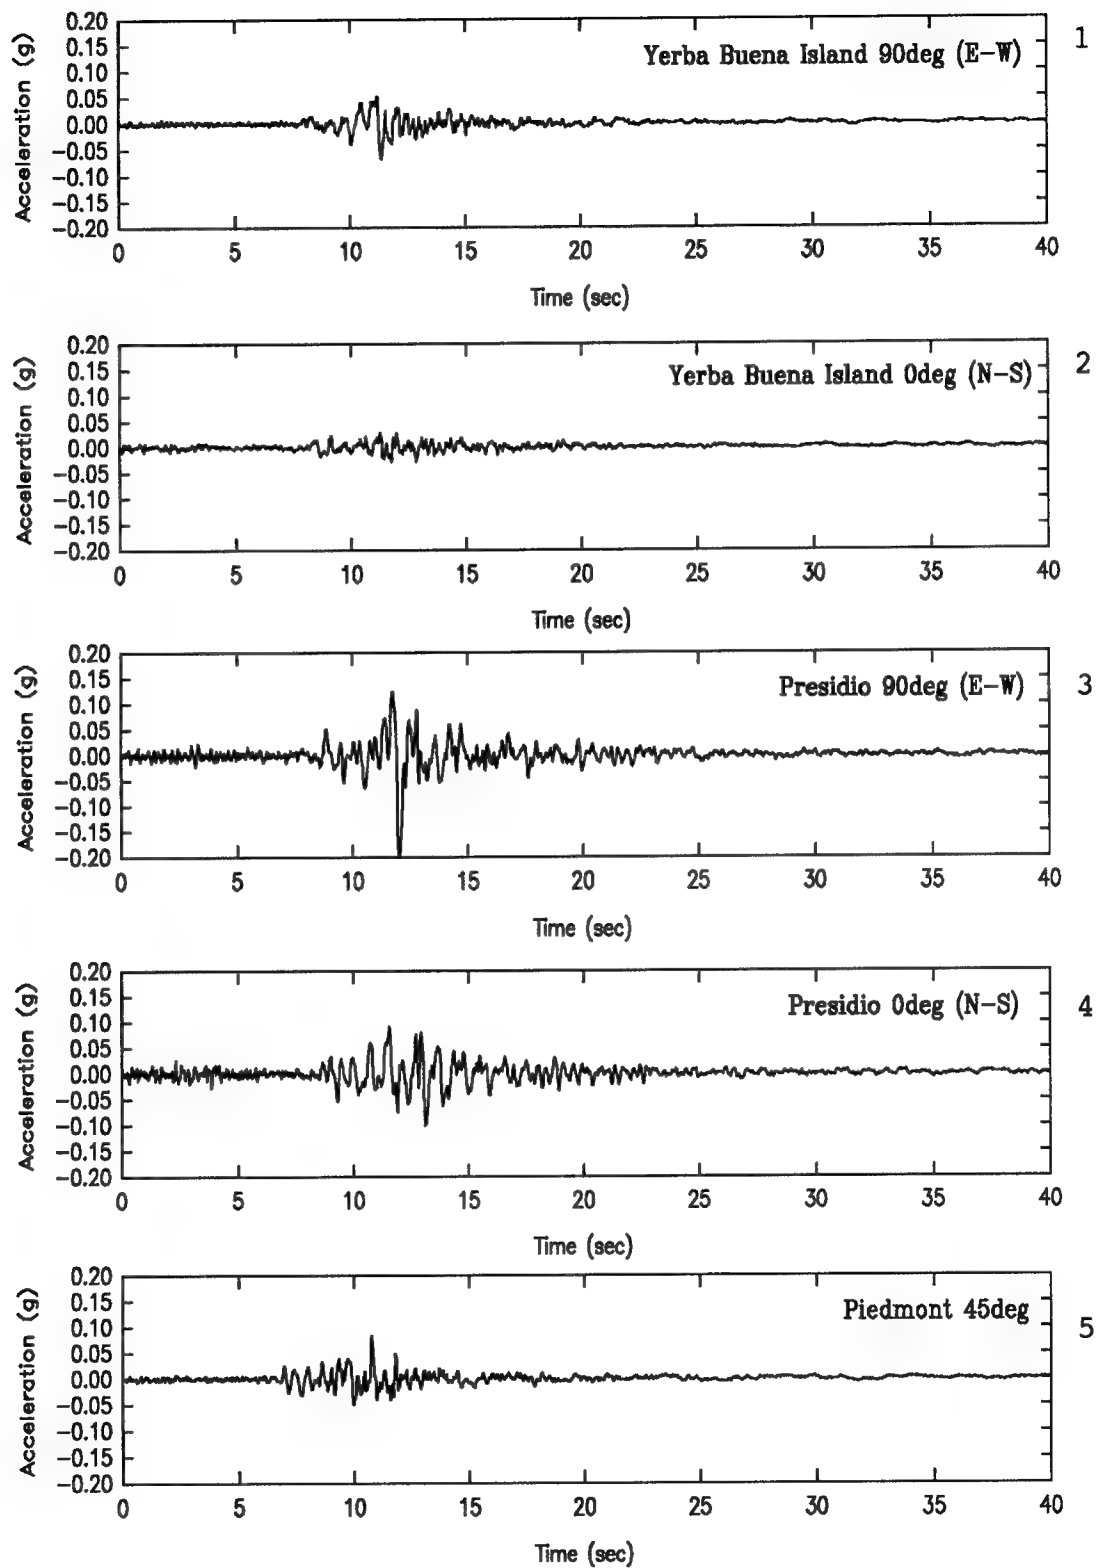 0.20
0.15
0.10
0.05
0.00
−0.05
−0.10
−0.15
−0.20
Acceleration (g)
Yerba Buena Island 90deg (E−W)
1
0 5 10 15 20 25 30 35 40
Time (sec)
0.20
0.15
0.10
0.05
0.00
−0.05
−0.10
−0.15
−0.20
Acceleration (g)
Yerba Buena Island 0deg (N−S)
2
0 5 10 15 20 25 30 35 40
Time (sec)
0.20
0.15
0.10
0.05
0.00
−0.05
−0.10
−0.15
−0.20
Acceleration (g)
Presidio 90deg (E−W)
3
0 5 10 15 20 25 30 35 40
Time (sec)
0.20
0.15
0.10
0.05
0.00
−0.05
−0.10
−0.15
−0.20
Acceleration (g)
Presidio 0deg (N−S)
4
0 5 10 15 20 25 30 35 40
Time (sec)
0.20
0.15
0.10
0.05
0.00
−0.05
−0.10
−0.15
−0.20
Acceleration (g)
Piedmont 45deg
5
0 5 10 15 20 25 30 35 40
Time (sec)